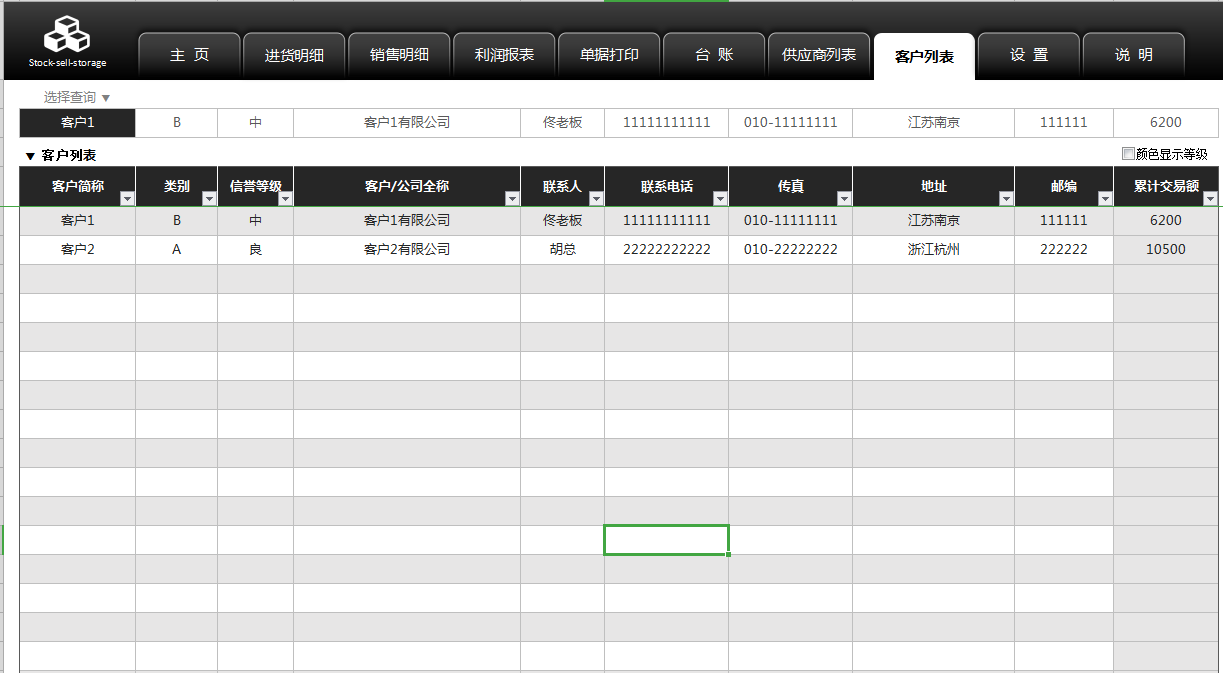 Stock-sell-storage
主 页 进货明细 销售明细 利润报表 单据打印 台 账 供应商列表 客户列表 设 置 说 明
选择查询 ▼
客户1 B 中 客户1有限公司 佟老板 11111111111 010-11111111 江苏南京 111111 6200
▼ 客户列表 颜色显示等级
客户简称 类别 信誉等级 客户/公司全称 联系人 联系电话 传真 地址 邮编 累计交易额
客户1 B 中 客户1有限公司 佟老板 11111111111 010-11111111 江苏南京 111111 6200
客户2 A 良 客户2有限公司 胡总 22222222222 010-22222222 浙江杭州 222222 10500